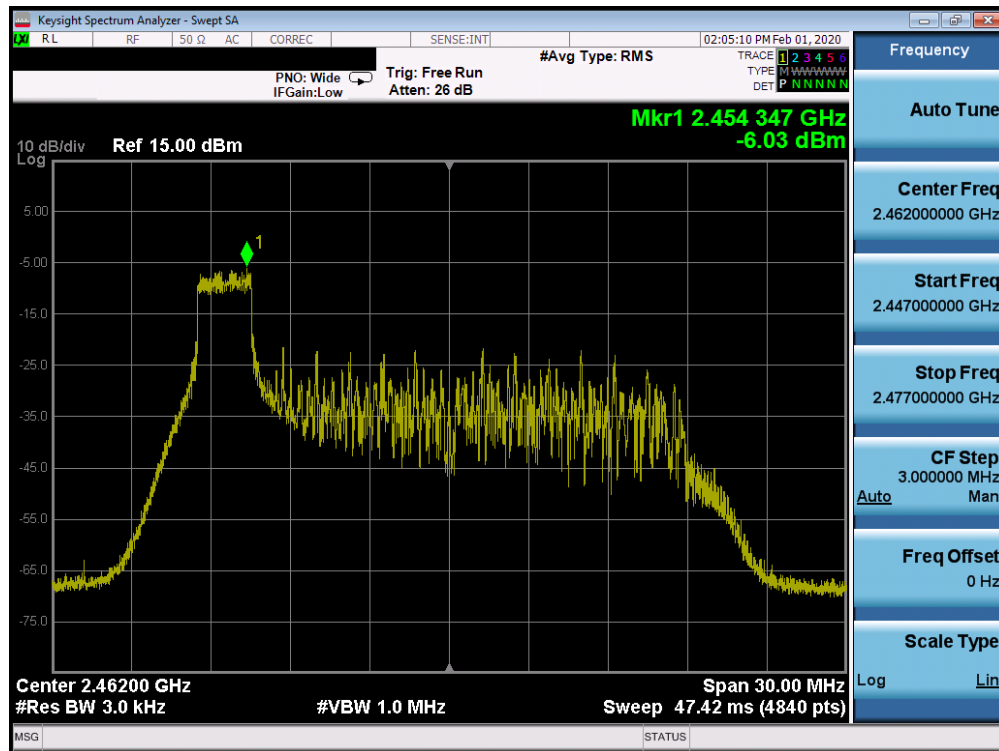 Keysight Spectrum Analyzer - Swept SA
LXI RL RF 50 Ω AC CORREC SENSE:INT 02:05:10 PM Feb 01, 2020
Frequency
#Avg Type: RMS
TRACE 1 2 3 4 5 6
PNO: Wide Trig: Free Run
TYPE M WWWWW
IFGain:Low Atten: 26 dB
DET P N N N N N
Auto Tune
Mkr1 2.454 347 GHz
-6.03 dBm
10 dB/div Ref 15.00 dBm
Log
5.00
-5.00
-15.0
-25.0
-35.0
-45.0
-55.0
-65.0
-75.0
1
Center Freq
2.462000000 GHz
Start Freq
2.447000000 GHz
Stop Freq
2.477000000 GHz
CF Step
3.000000 MHz
Auto Man
Freq Offset
0 Hz
Scale Type
Log Lin
Center 2.46200 GHz Span 30.00 MHz
#Res BW 3.0 kHz #VBW 1.0 MHz Sweep 47.42 ms (4840 pts)
MSG STATUS